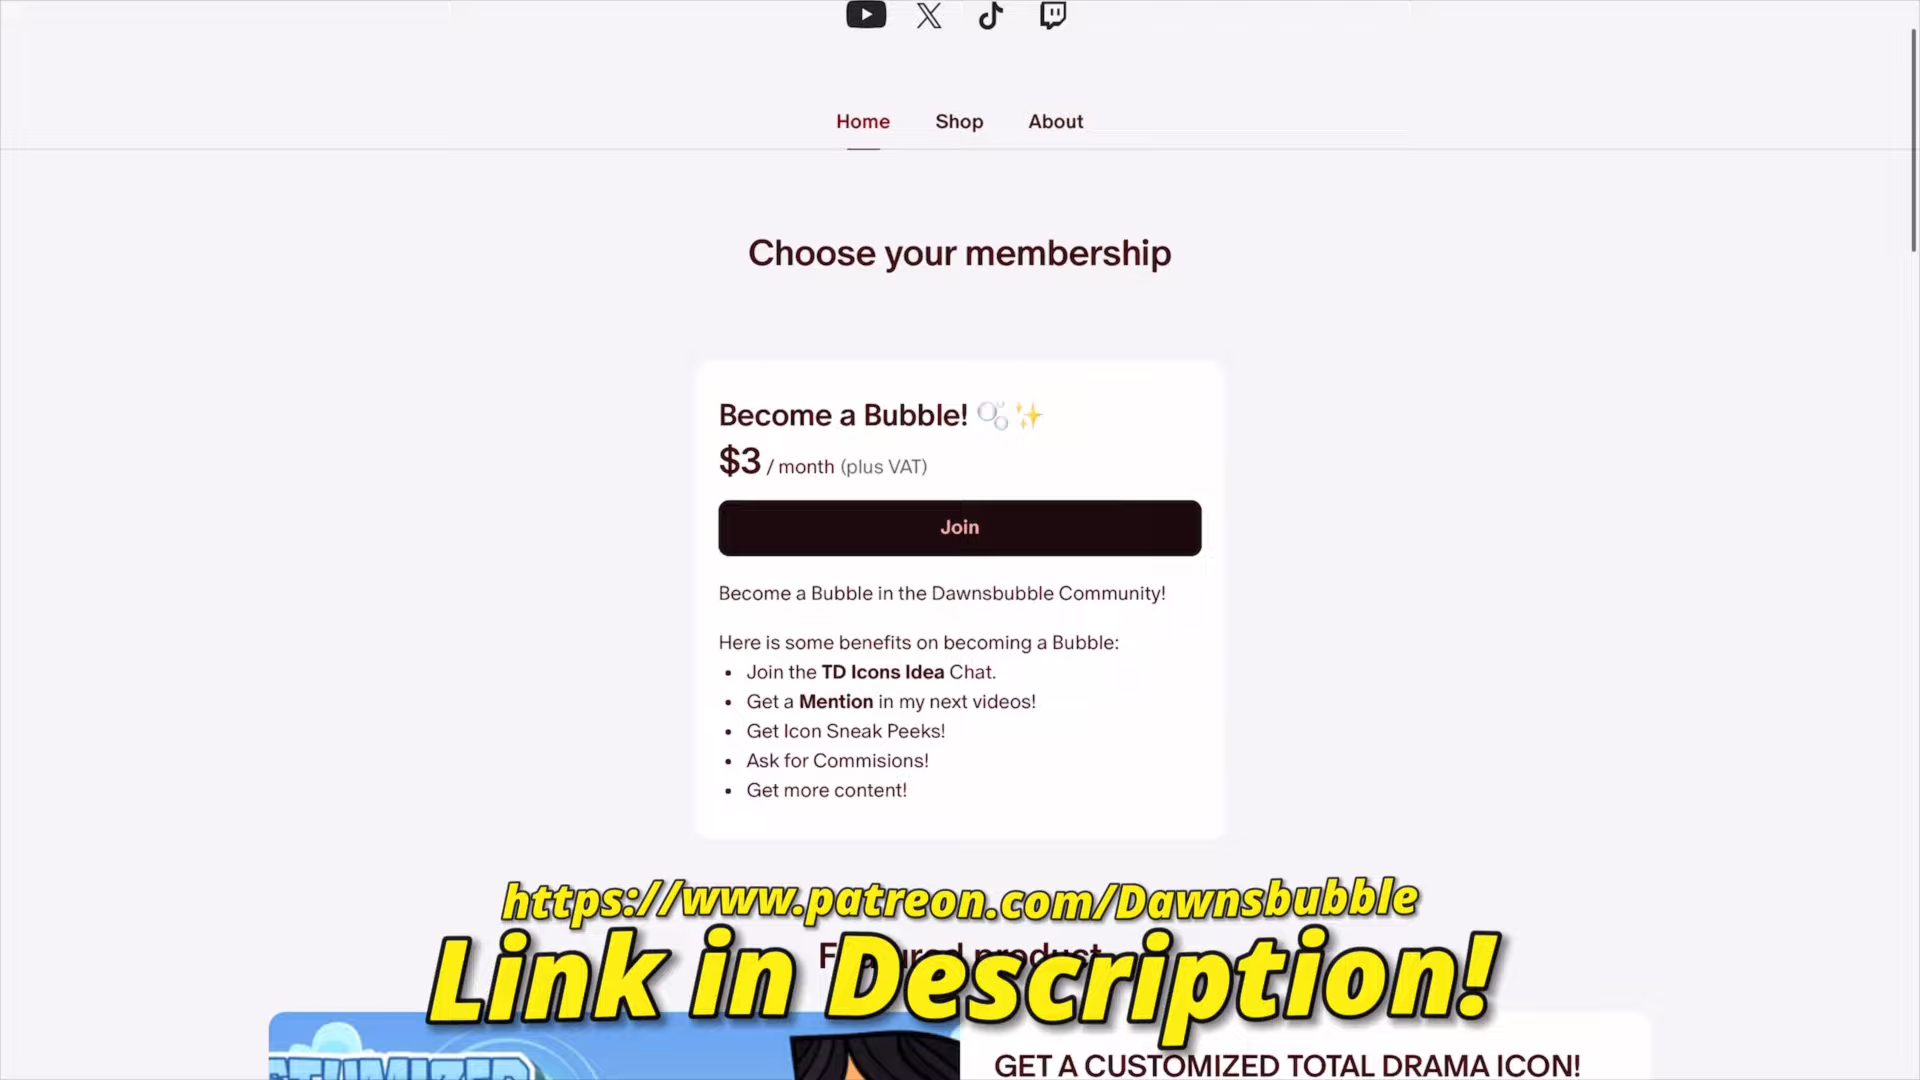 Home Shop About
Choose your membership
Become a Bubble!
$3 / month (plus VAT)
Join
Become a Bubble in the Dawnsbubble Community!
Here is some benefits on becoming a Bubble:
Join the TD Icons Idea Chat.
Get a Mention in my next videos!
Get Icon Sneak Peeks!
Ask for Commisions!
Get more content!
https://www.patreon.com/Dawnsbubble
Featured product
Link in Description!
GET A CUSTOMIZED TOTAL DRAMA ICON!